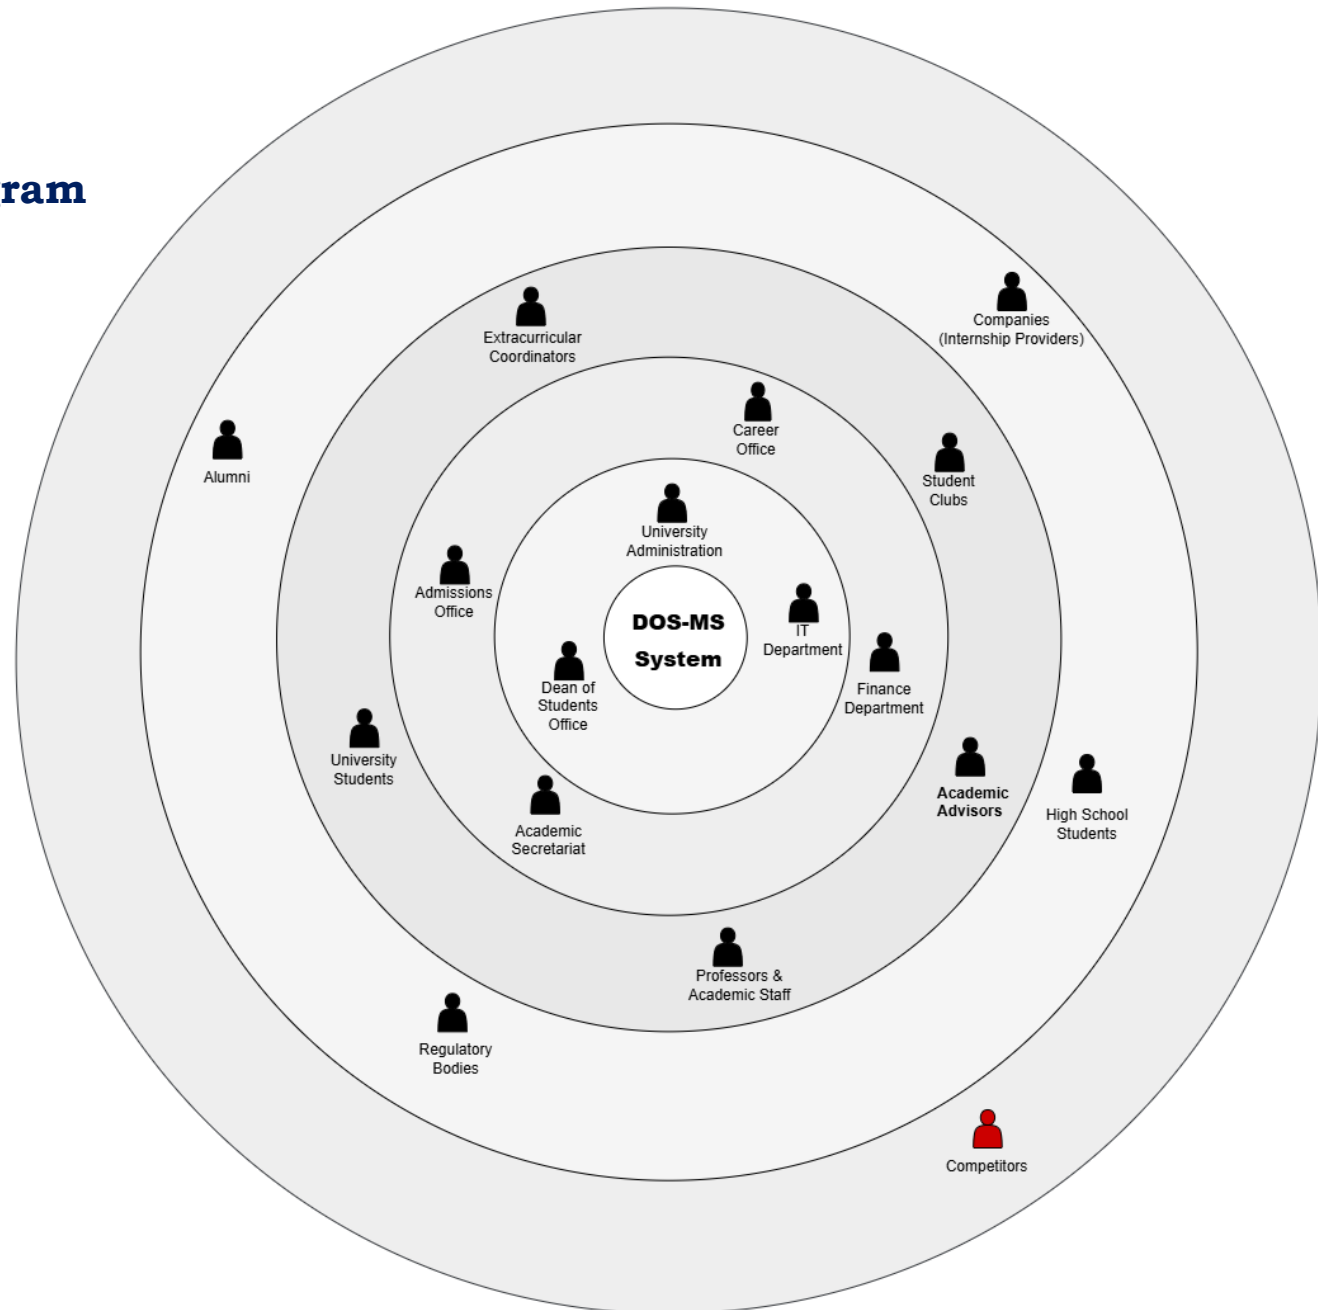 ram
Extracurricular
Coordinators
Companies
(Internship Providers)
Career
Office
Alumni
Student
Clubs
University
Administration
Admissions
Office
DOS-MS
System
IT
Department
Dean of
Students
Office
Finance
Department
University
Students
Academic
Advisors
High School
Students
Academic
Secretariat
Professors &
Academic Staff
Regulatory
Bodies
Competitors